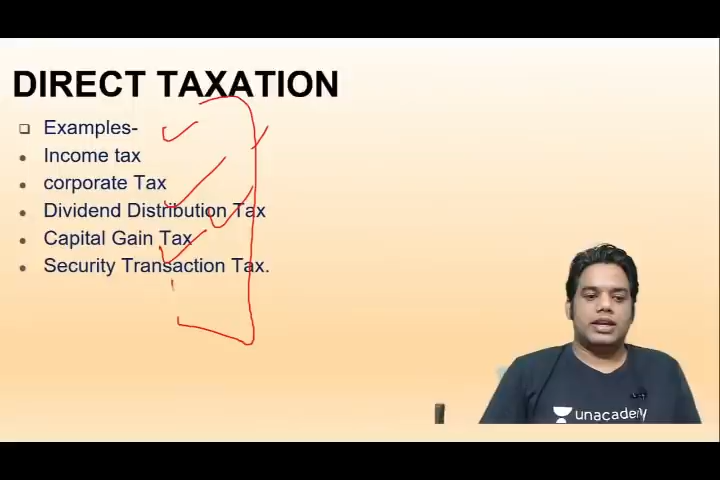 DIRECT TAXATION
Examples-
Income tax
corporate Tax
Dividend Distribution Tax
Capital Gain Tax
Security Transaction Tax.
unacademy